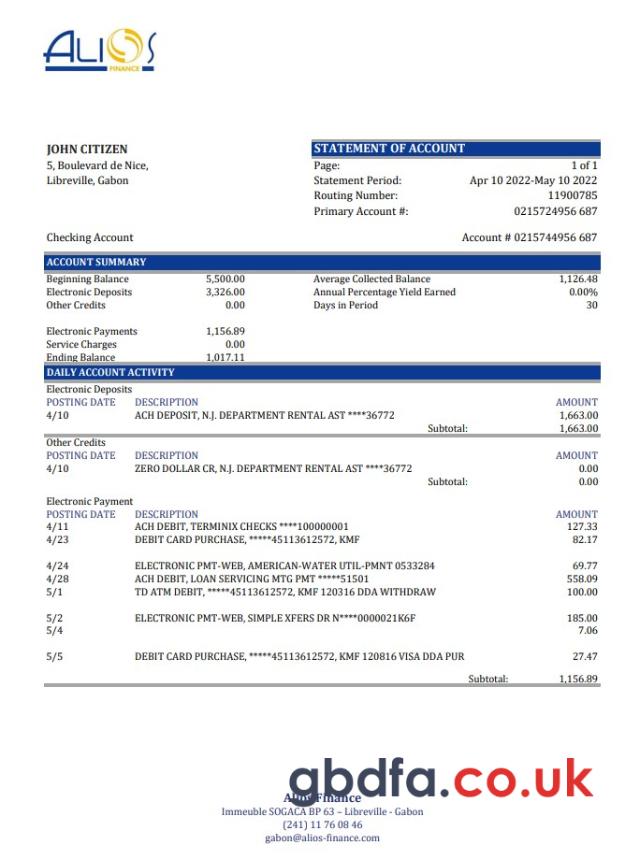 ALIOS
FINANCE
JOHN CITIZEN
5, Boulevard de Nice,
Libreville, Gabon
STATEMENT OF ACCOUNT
Page: 1 of 1
Statement Period: Apr 10 2022-May 10 2022
Routing Number: 11900785
Primary Account #: 0215724956 687
Checking Account Account # 0215744956 687
ACCOUNT SUMMARY
Beginning Balance 5,500.00 Average Collected Balance 1,126.48
Electronic Deposits 3,326.00 Annual Percentage Yield Earned 0.00%
Other Credits 0.00 Days in Period 30
Electronic Payments 1,156.89
Service Charges 0.00
Ending Balance 1,017.11
DAILY ACCOUNT ACTIVITY
Electronic Deposits
POSTING DATE DESCRIPTION AMOUNT
4/10 ACH DEPOSIT, N.J. DEPARTMENT RENTAL AST ****36772 1,663.00
Subtotal: 1,663.00
Other Credits
POSTING DATE DESCRIPTION AMOUNT
4/10 ZERO DOLLAR CR, N.J. DEPARTMENT RENTAL AST ****36772 0.00
Subtotal: 0.00
Electronic Payment
POSTING DATE DESCRIPTION AMOUNT
4/11 ACH DEBIT, TERMINIX CHECKS ****100000001 127.33
4/23 DEBIT CARD PURCHASE, *****45113612572, KMF 82.17
4/24 ELECTRONIC PMT-WEB, AMERICAN-WATER UTIL-PMNT 0533284 69.77
4/28 ACH DEBIT, LOAN SERVICING MTG PMT *****51501 558.09
5/1 TD ATM DEBIT, *****45113612572, KMF 120316 DDA WITHDRAW 100.00
5/2 ELECTRONIC PMT-WEB, SIMPLE XFERS DR N****0000021K6F 185.00
5/4 7.06
5/5 DEBIT CARD PURCHASE, *****45113612572, KMF 120816 VISA DDA PUR 27.47
Subtotal: 1,156.89
gbdfa.co.uk
Alios Finance
Immeuble SOGACA BP 63 – Libreville - Gabon
(241) 11 76 08 46
gabon@alios-finance.com